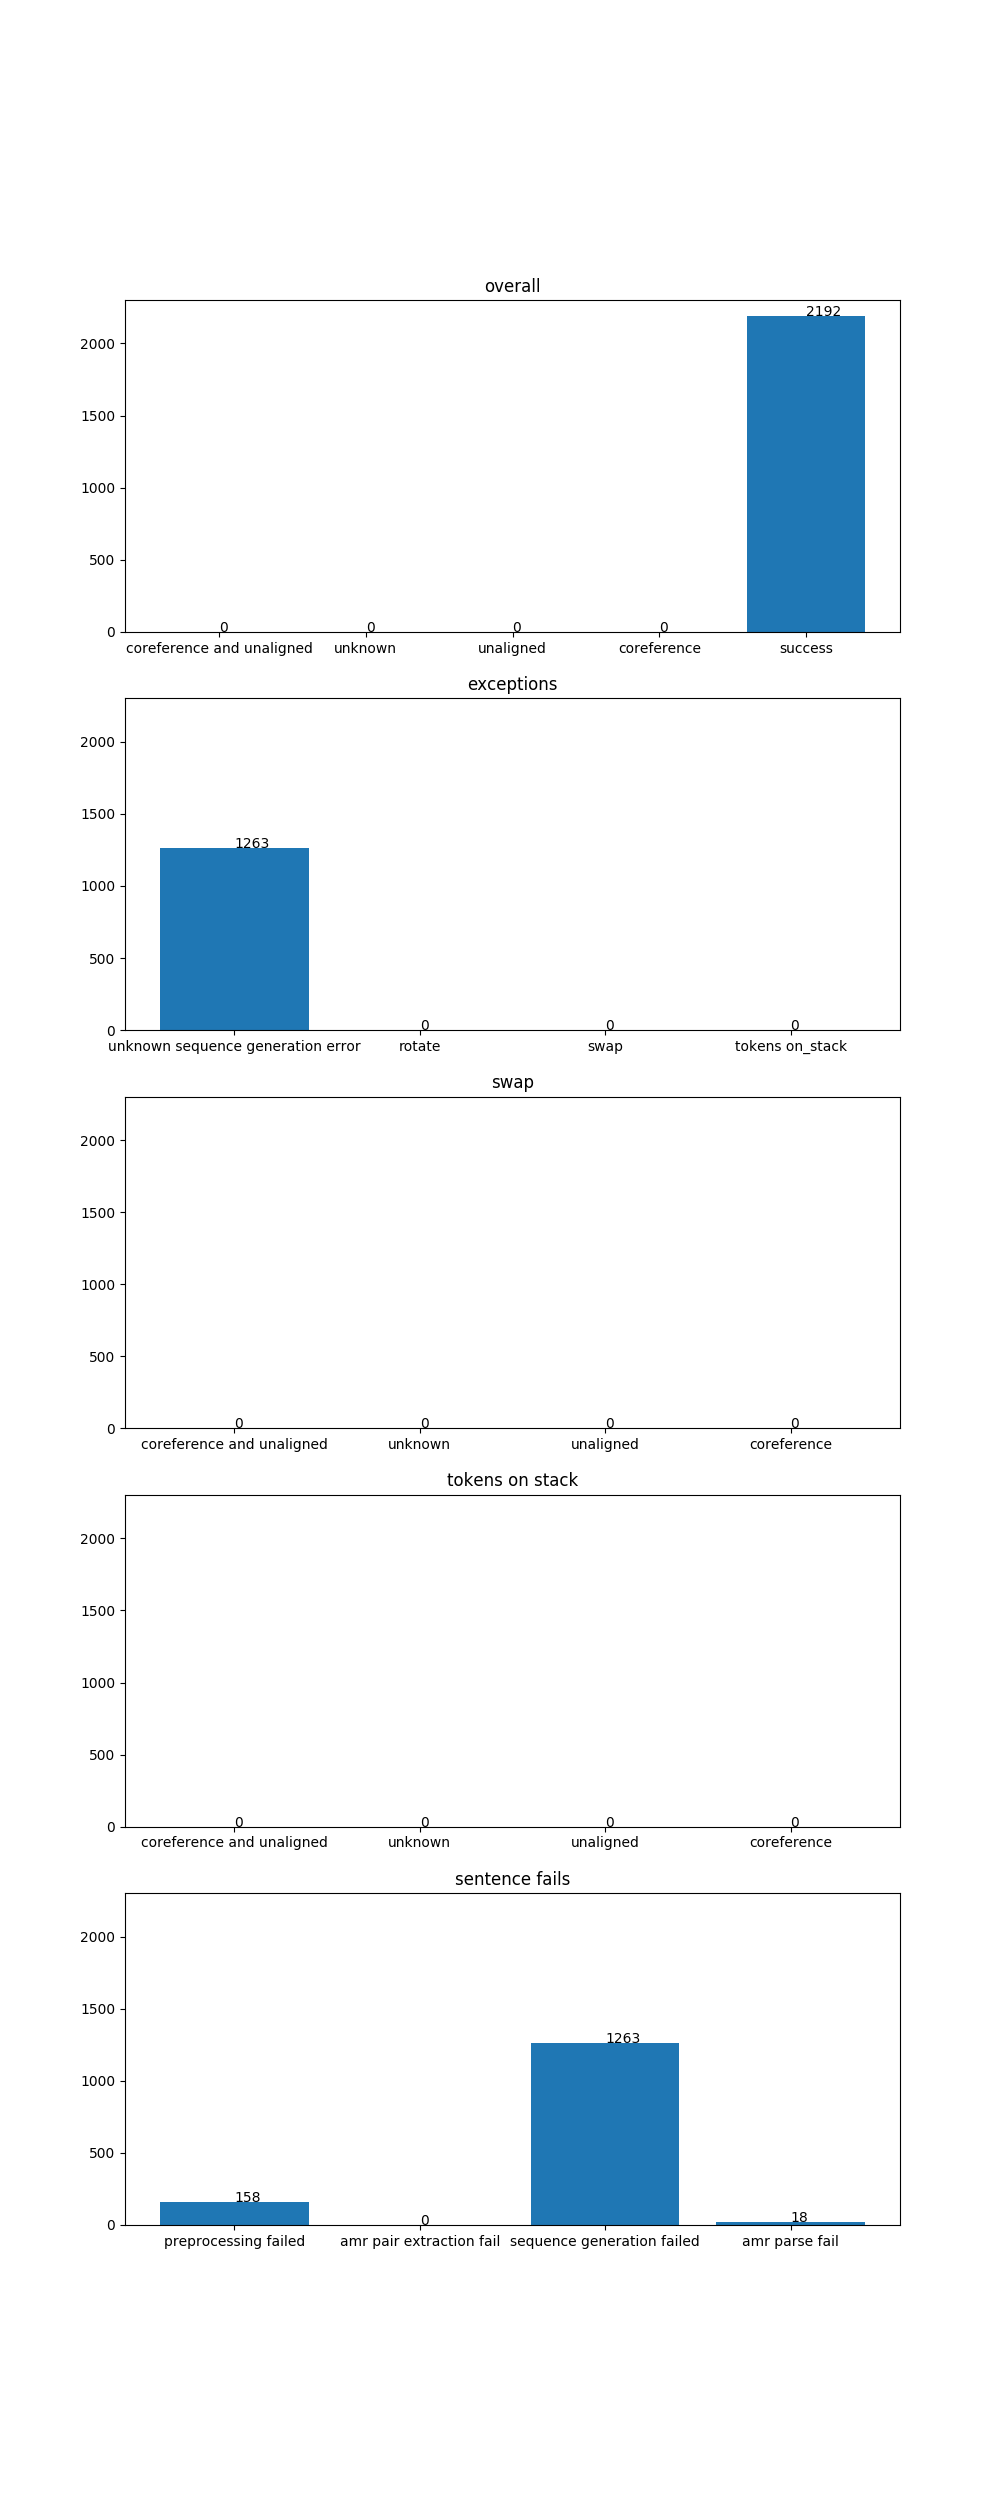 overall
2192
2000
1500
1000
500
0 0 0 0 0
coreference and unaligned unknown unaligned coreference success
exceptions
2000
1500
1263
1000
500
0 0 0 0
unknown sequence generation error rotate swap tokens on_stack
swap
2000
1500
1000
500
0 0 0 0 0
coreference and unaligned unknown unaligned coreference
tokens on stack
2000
1500
1000
500
0 0 0 0 0
coreference and unaligned unknown unaligned coreference
sentence fails
2000
1500
1263
1000
500
158
0 0 18
preprocessing failed amr pair extraction fail sequence generation failed amr parse fail